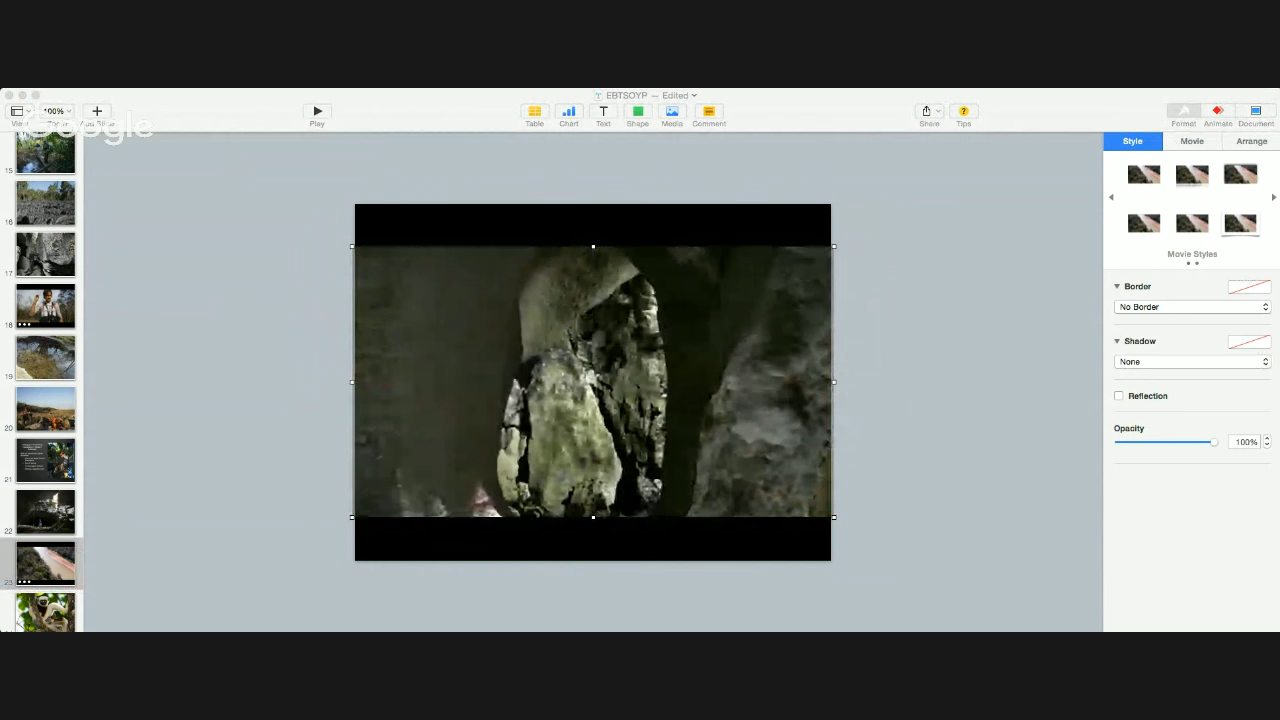 EBTSOYP — Edited
100%
Play
Table
Chart
Text
Shape
Media
Comment
Share
Tips
Format
Animate
Document
Google
Style
Movie
Arrange
15
16
17
18
19
20
21
22
23
Movie Styles
Border
No Border
Shadow
None
Reflection
Opacity
100%